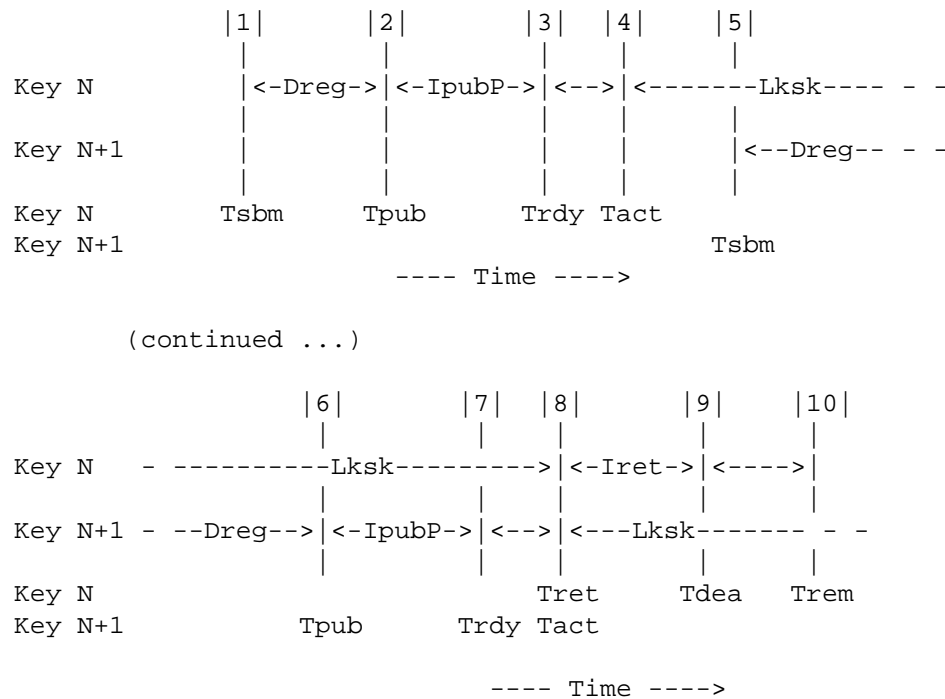 |1| |2| |3| |4| |5|
| | | | |
Key N |<-Dreg->|<-IpubP->|<-->|<-------Lksk---- - -
| | | | |
Key N+1 | | | | |<--Dreg-- - -
| | | | |
Key N Tsbm Tpub Trdy Tact
Key N+1 Tsbm
---- Time ---->
(continued ...)
|6| |7| |8| |9| |10|
| | | | |
Key N - ----------Lksk--------->|<-Iret->|<---->|
| | | | |
Key N+1 - --Dreg-->|<-IpubP->|<-->|<---Lksk------- - -
| | | | |
Key N Tret Tdea Trem
Key N+1 Tpub Trdy Tact
---- Time ---->